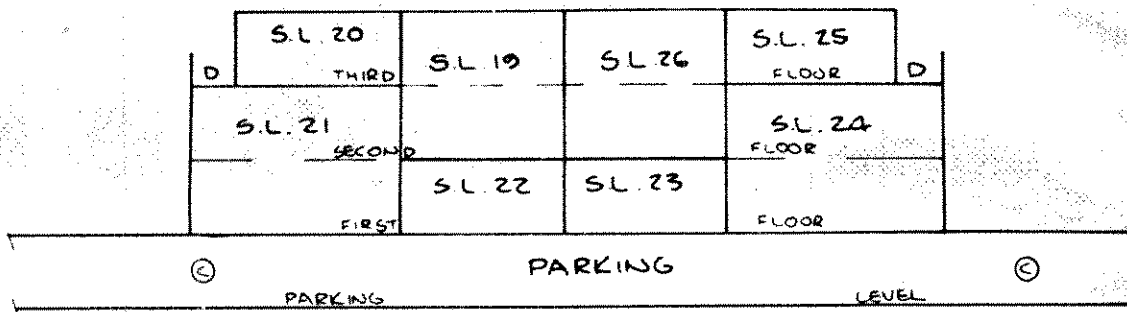 S.L. 20 S.L. 19 S.L. 26 S.L. 25
D THIRD FLOOR D
S.L. 21 S.L. 24
SECOND FLOOR
S.L. 22 S.L. 23
FIRST FLOOR
C PARKING C
PARKING LEVEL